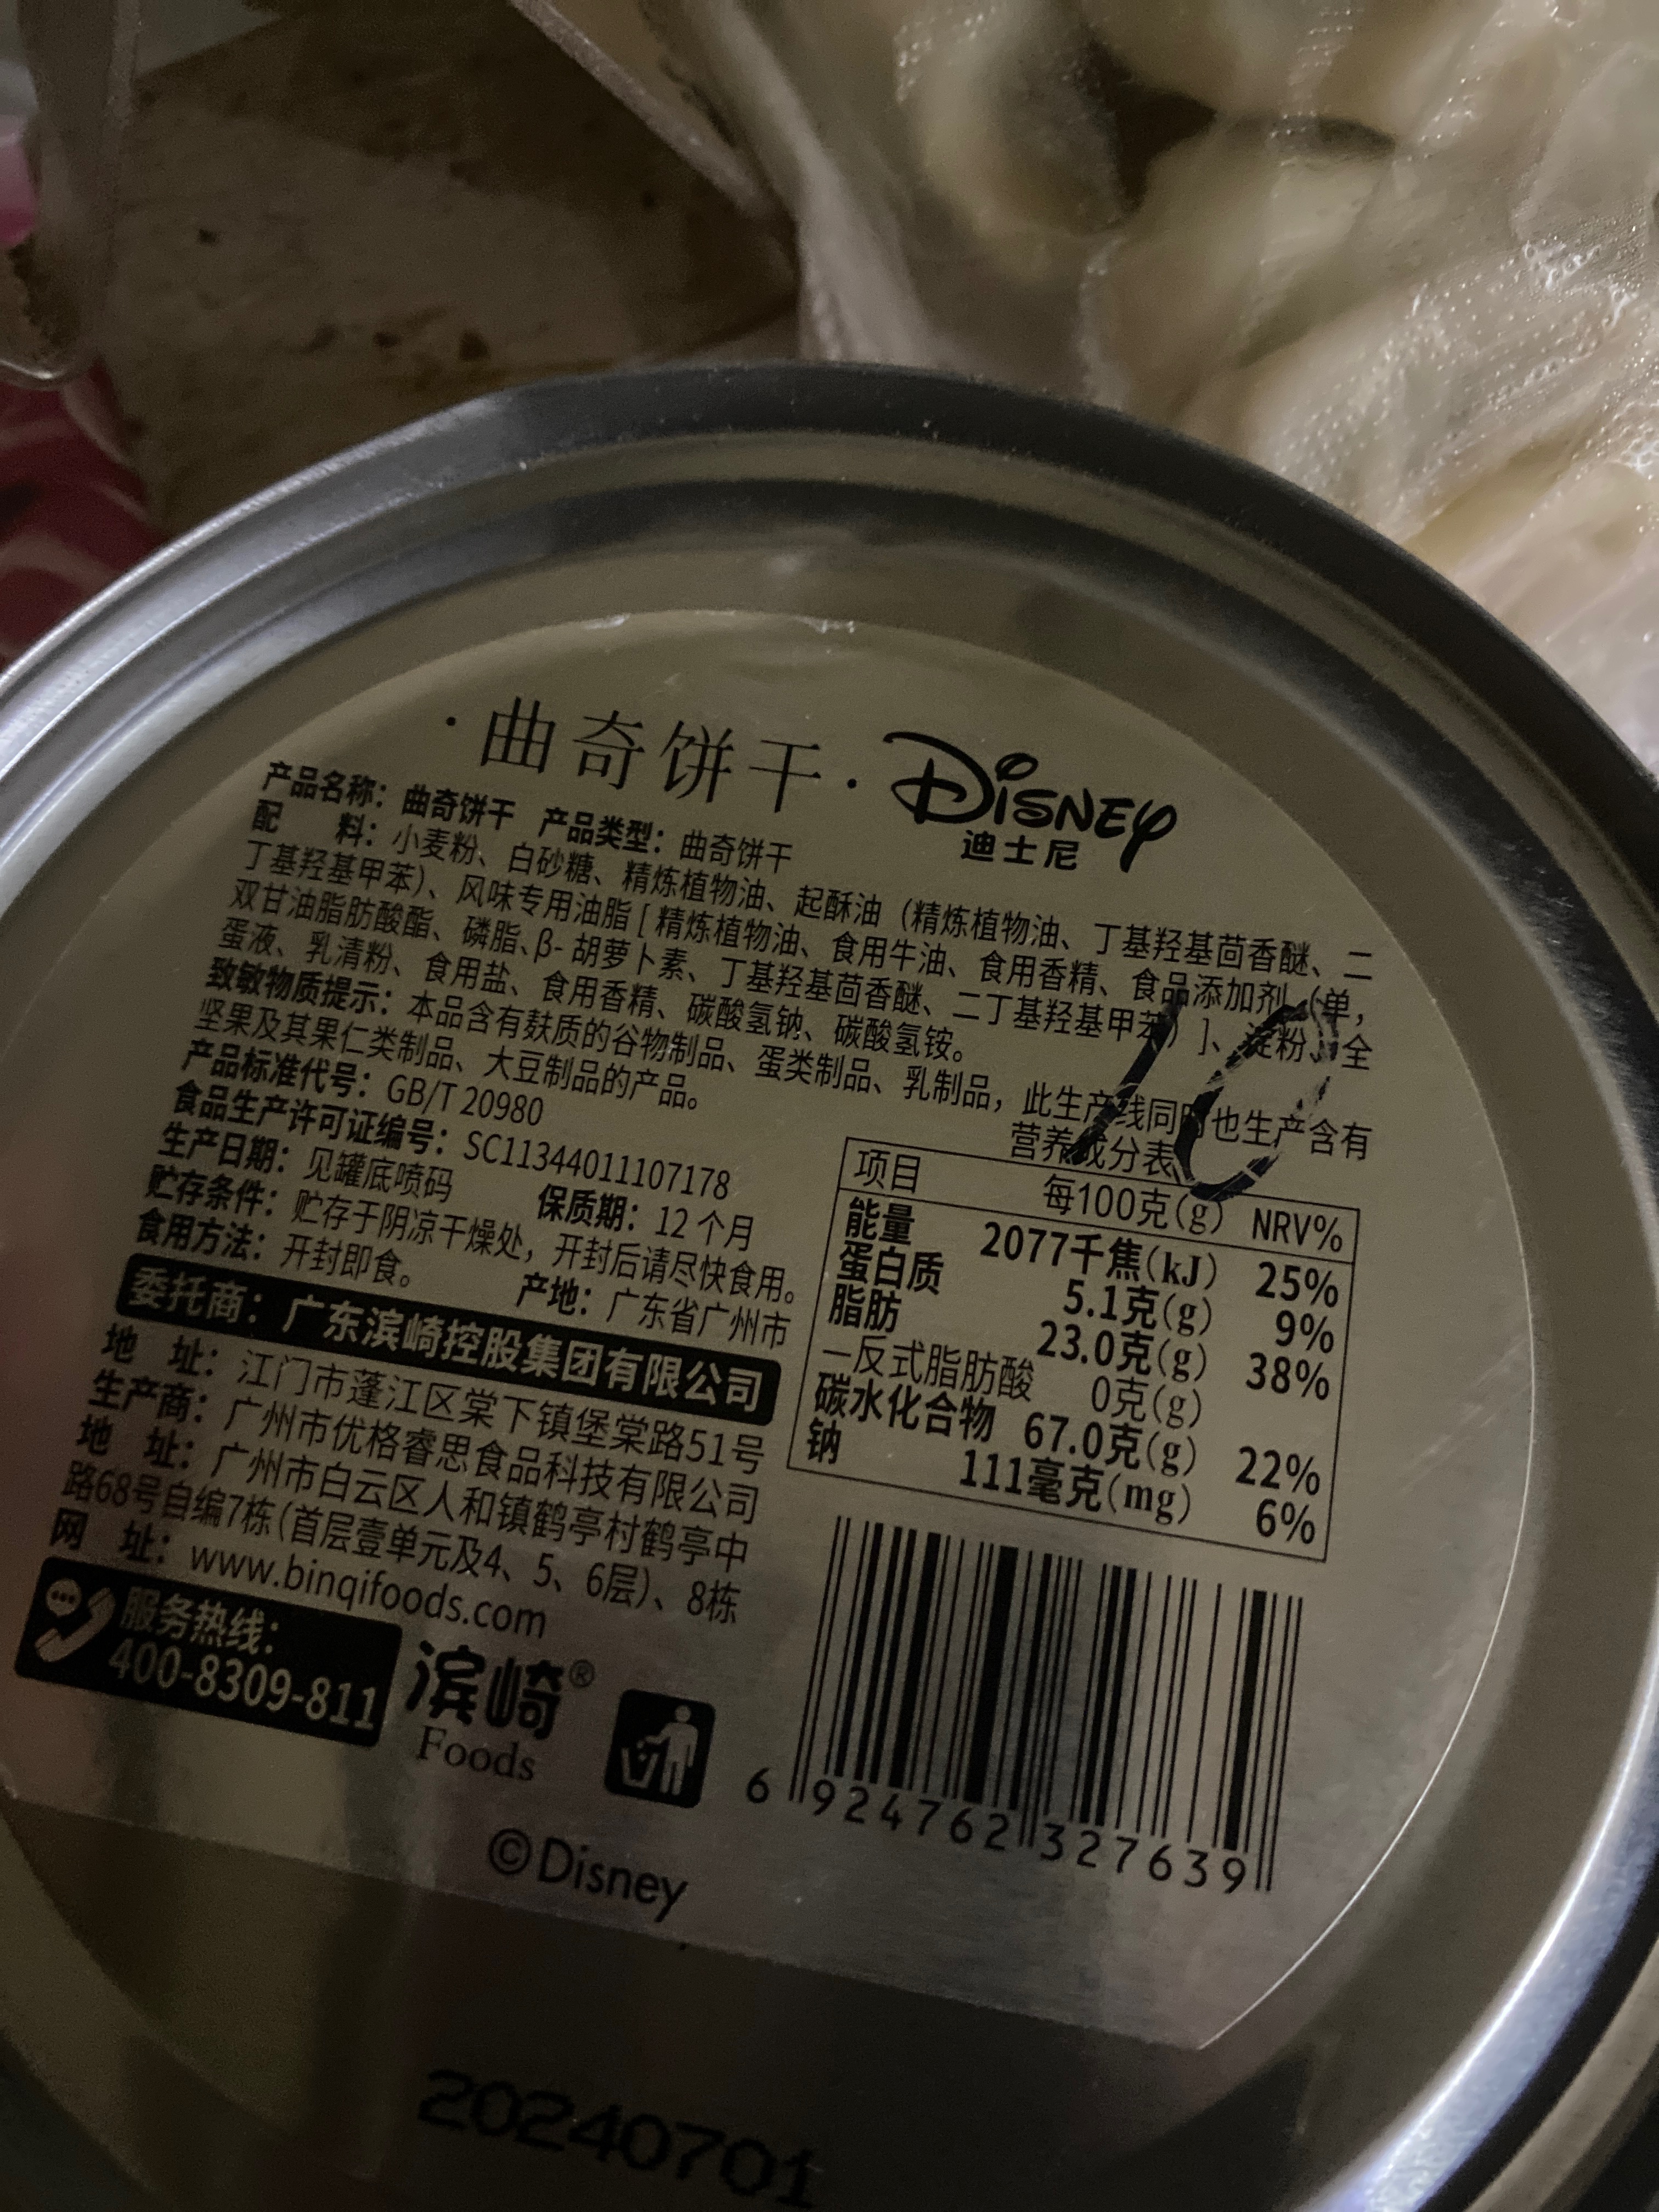 ·曲奇饼干· Disney
迪士尼
产品名称：曲奇饼干 产品类型：曲奇饼干
配 料：小麦粉、白砂糖、精炼植物油、起酥油（精炼植物油、丁基羟基茴香醚、二
丁基羟基甲苯）、风味专用油脂［精炼植物油、食用牛油、食用香精、食品添加剂（单，
双甘油脂肪酸酯、磷脂、β-胡萝卜素、丁基羟基茴香醚、二丁基羟基甲苯）］、淀粉、全
蛋液、乳清粉、食用盐、食用香精、碳酸氢钠、碳酸氢铵。
致敏物质提示：本品含有麸质的谷物制品、蛋类制品、乳制品，此生产线同时也生产含有
坚果及其果仁类制品、大豆制品的产品。
产品标准代号：GB/T 20980
食品生产许可证编号：SC11344011107178
生产日期：见罐底喷码 保质期：12个月
贮存条件：贮存于阴凉干燥处，开封后请尽快食用。
食用方法：开封即食。 产地：广东省广州市
委托商：广东滨崎控股集团有限公司
地 址：江门市蓬江区棠下镇堡棠路51号
生产商：广州市优格睿思食品科技有限公司
地 址：广州市白云区人和镇鹤亭村鹤亭中
路68号自编7栋（首层壹单元及4、5、6层）、8栋
网 址：www.binqifoods.com
服务热线：
400-8309-811
滨崎®
Foods
营养成分表
项目 每100克(g) NRV%
能量 2077千焦(kJ) 25%
蛋白质 5.1克(g) 9%
脂肪 23.0克(g) 38%
—反式脂肪酸 0克(g)
碳水化合物 67.0克(g) 22%
钠 111毫克(mg) 6%
6 924762 327639
©Disney
20240701